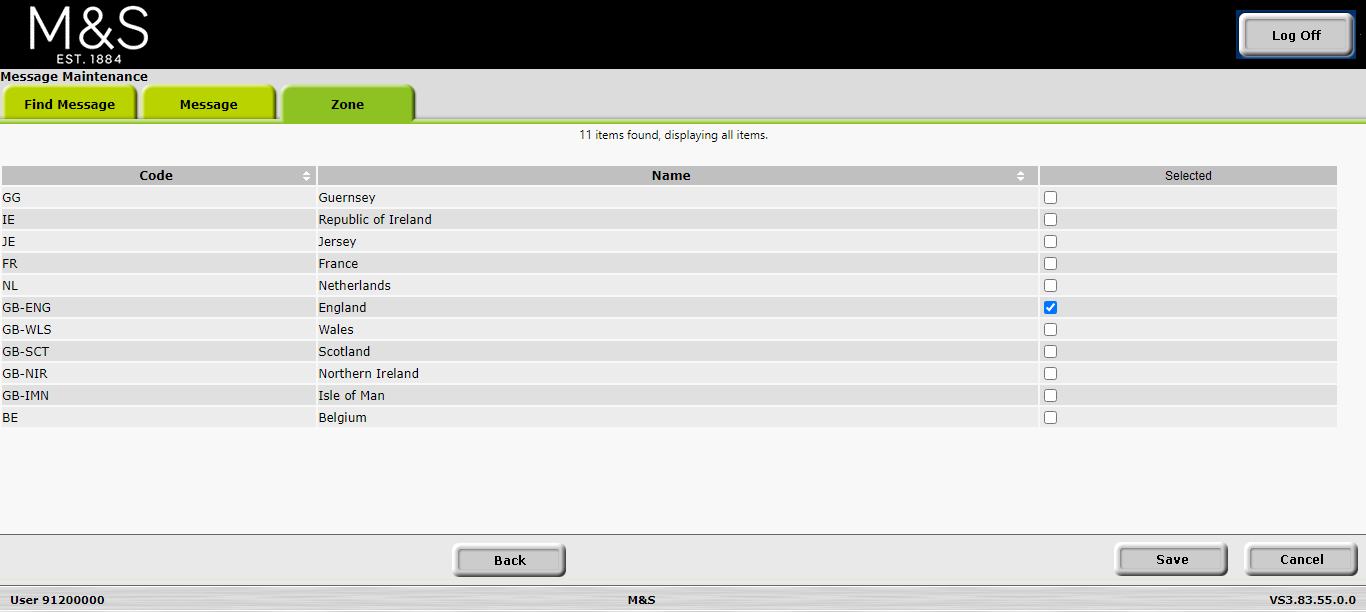 M&S
EST. 1884
Log Off
Message Maintenance
Find Message Message Zone
11 items found, displaying all items.
Code Name Selected
GG Guernsey
IE Republic of Ireland
JE Jersey
FR France
NL Netherlands
GB-ENG England
GB-WLS Wales
GB-SCT Scotland
GB-NIR Northern Ireland
GB-IMN Isle of Man
BE Belgium
Back Save Cancel
User 91200000 M&S VS3.83.55.0.0